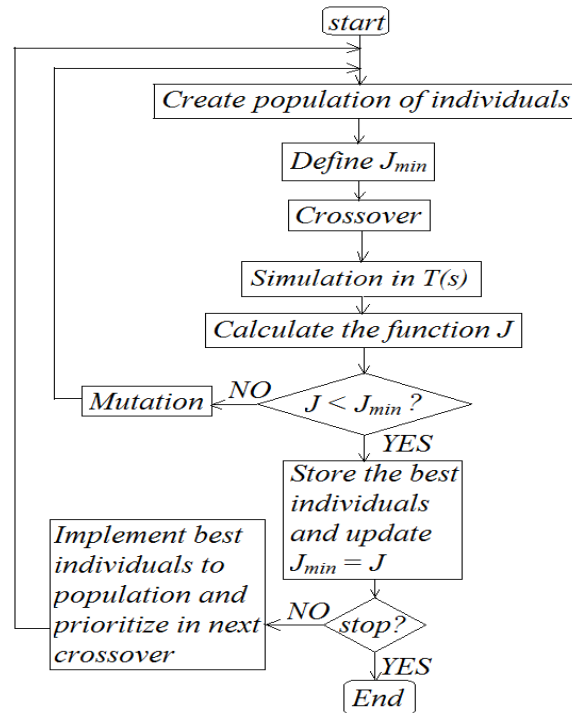 start
Create population of individuals
Define Jmin
Crossover
Simulation in T(s)
Calculate the function J
J < Jmin ?
NO
Mutation
YES
Store the best
individuals
and update
Jmin = J
stop?
NO
Implement best
individuals to
population and
prioritize in next
crossover
YES
End